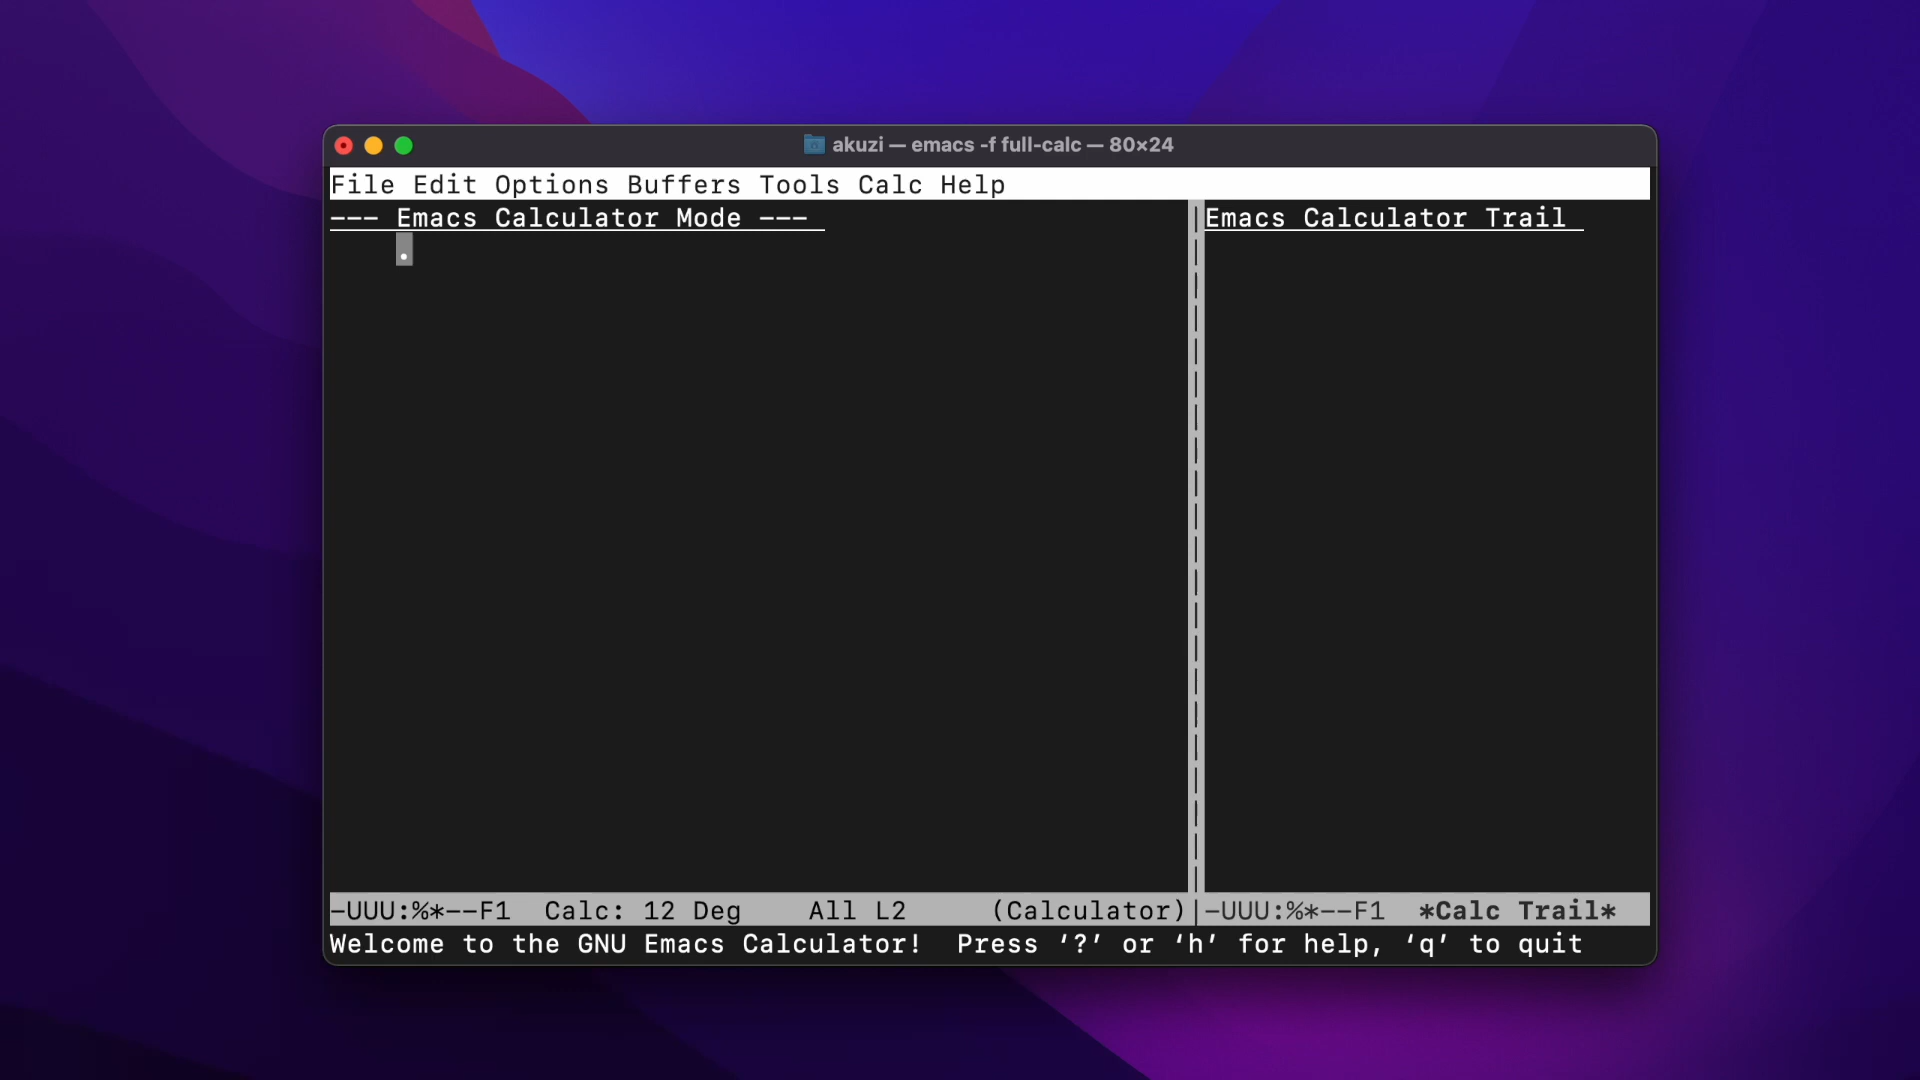 akuzi — emacs -f full-calc — 80×24
File Edit Options Buffers Tools Calc Help
--- Emacs Calculator Mode ---
.
Emacs Calculator Trail
-UUU:%*--F1  Calc: 12 Deg    All L2     (Calculator)|-UUU:%*--F1  *Calc Trail*
Welcome to the GNU Emacs Calculator!  Press ‘?’ or ‘h’ for help, ‘q’ to quit